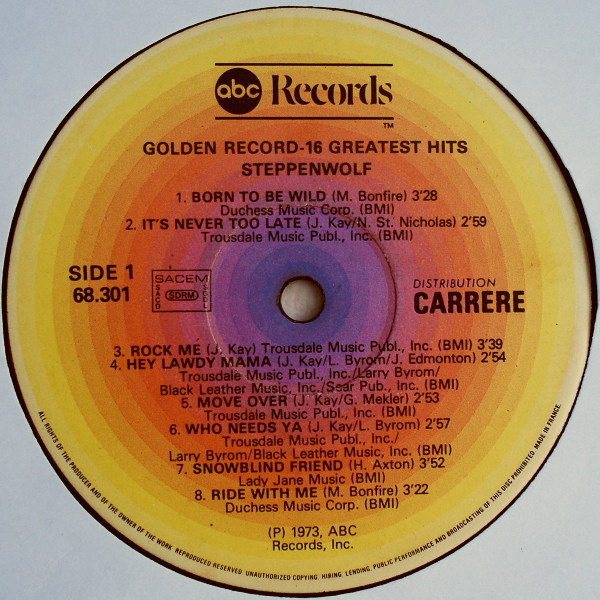 abc Records
TM
GOLDEN RECORD-16 GREATEST HITS
STEPPENWOLF
1. BORN TO BE WILD (M. Bonfire) 3'28
Duchess Music Corp. (BMI)
2. IT'S NEVER TOO LATE (J. Kay/N. St. Nicholas) 2'59
Trousdale Music Publ., Inc. (BMI)
SIDE 1
68.301
SACEM
SACD
SDRM
SGDL
DISTRIBUTION
CARRERE
3. ROCK ME (J. Kay) Trousdale Music Publ., Inc. (BMI) 3'39
4. HEY LAWDY MAMA (J. Kay/L. Byrom/J. Edmonton) 2'54
Trousdale Music Publ., Inc./Larry Byrom/
Black Leather Music, Inc./Sear Pub., Inc. (BMI)
5. MOVE OVER (J. Kay/G. Mekler) 2'53
Trousdale Music Publ., Inc. (BMI)
6. WHO NEEDS YA (J. Kay/L. Byrom) 2'57
Trousdale Music Publ., Inc./
Larry Byrom/Black Leather Music, Inc. (BMI)
7. SNOWBLIND FRIEND (H. Axton) 3'52
Lady Jane Music (BMI)
8. RIDE WITH ME (M. Bonfire) 3'22
Duchess Music Corp. (BMI)
(P) 1973, ABC
Records, Inc.
ALL RIGHTS OF THE PRODUCER AND OF THE OWNER OF THE WORK REPRODUCED RESERVED. UNAUTHORIZED COPYING, HIRING, LENDING, PUBLIC PERFORMANCE AND BROADCASTING OF THIS DISC PROHIBITED. MADE IN FRANCE.